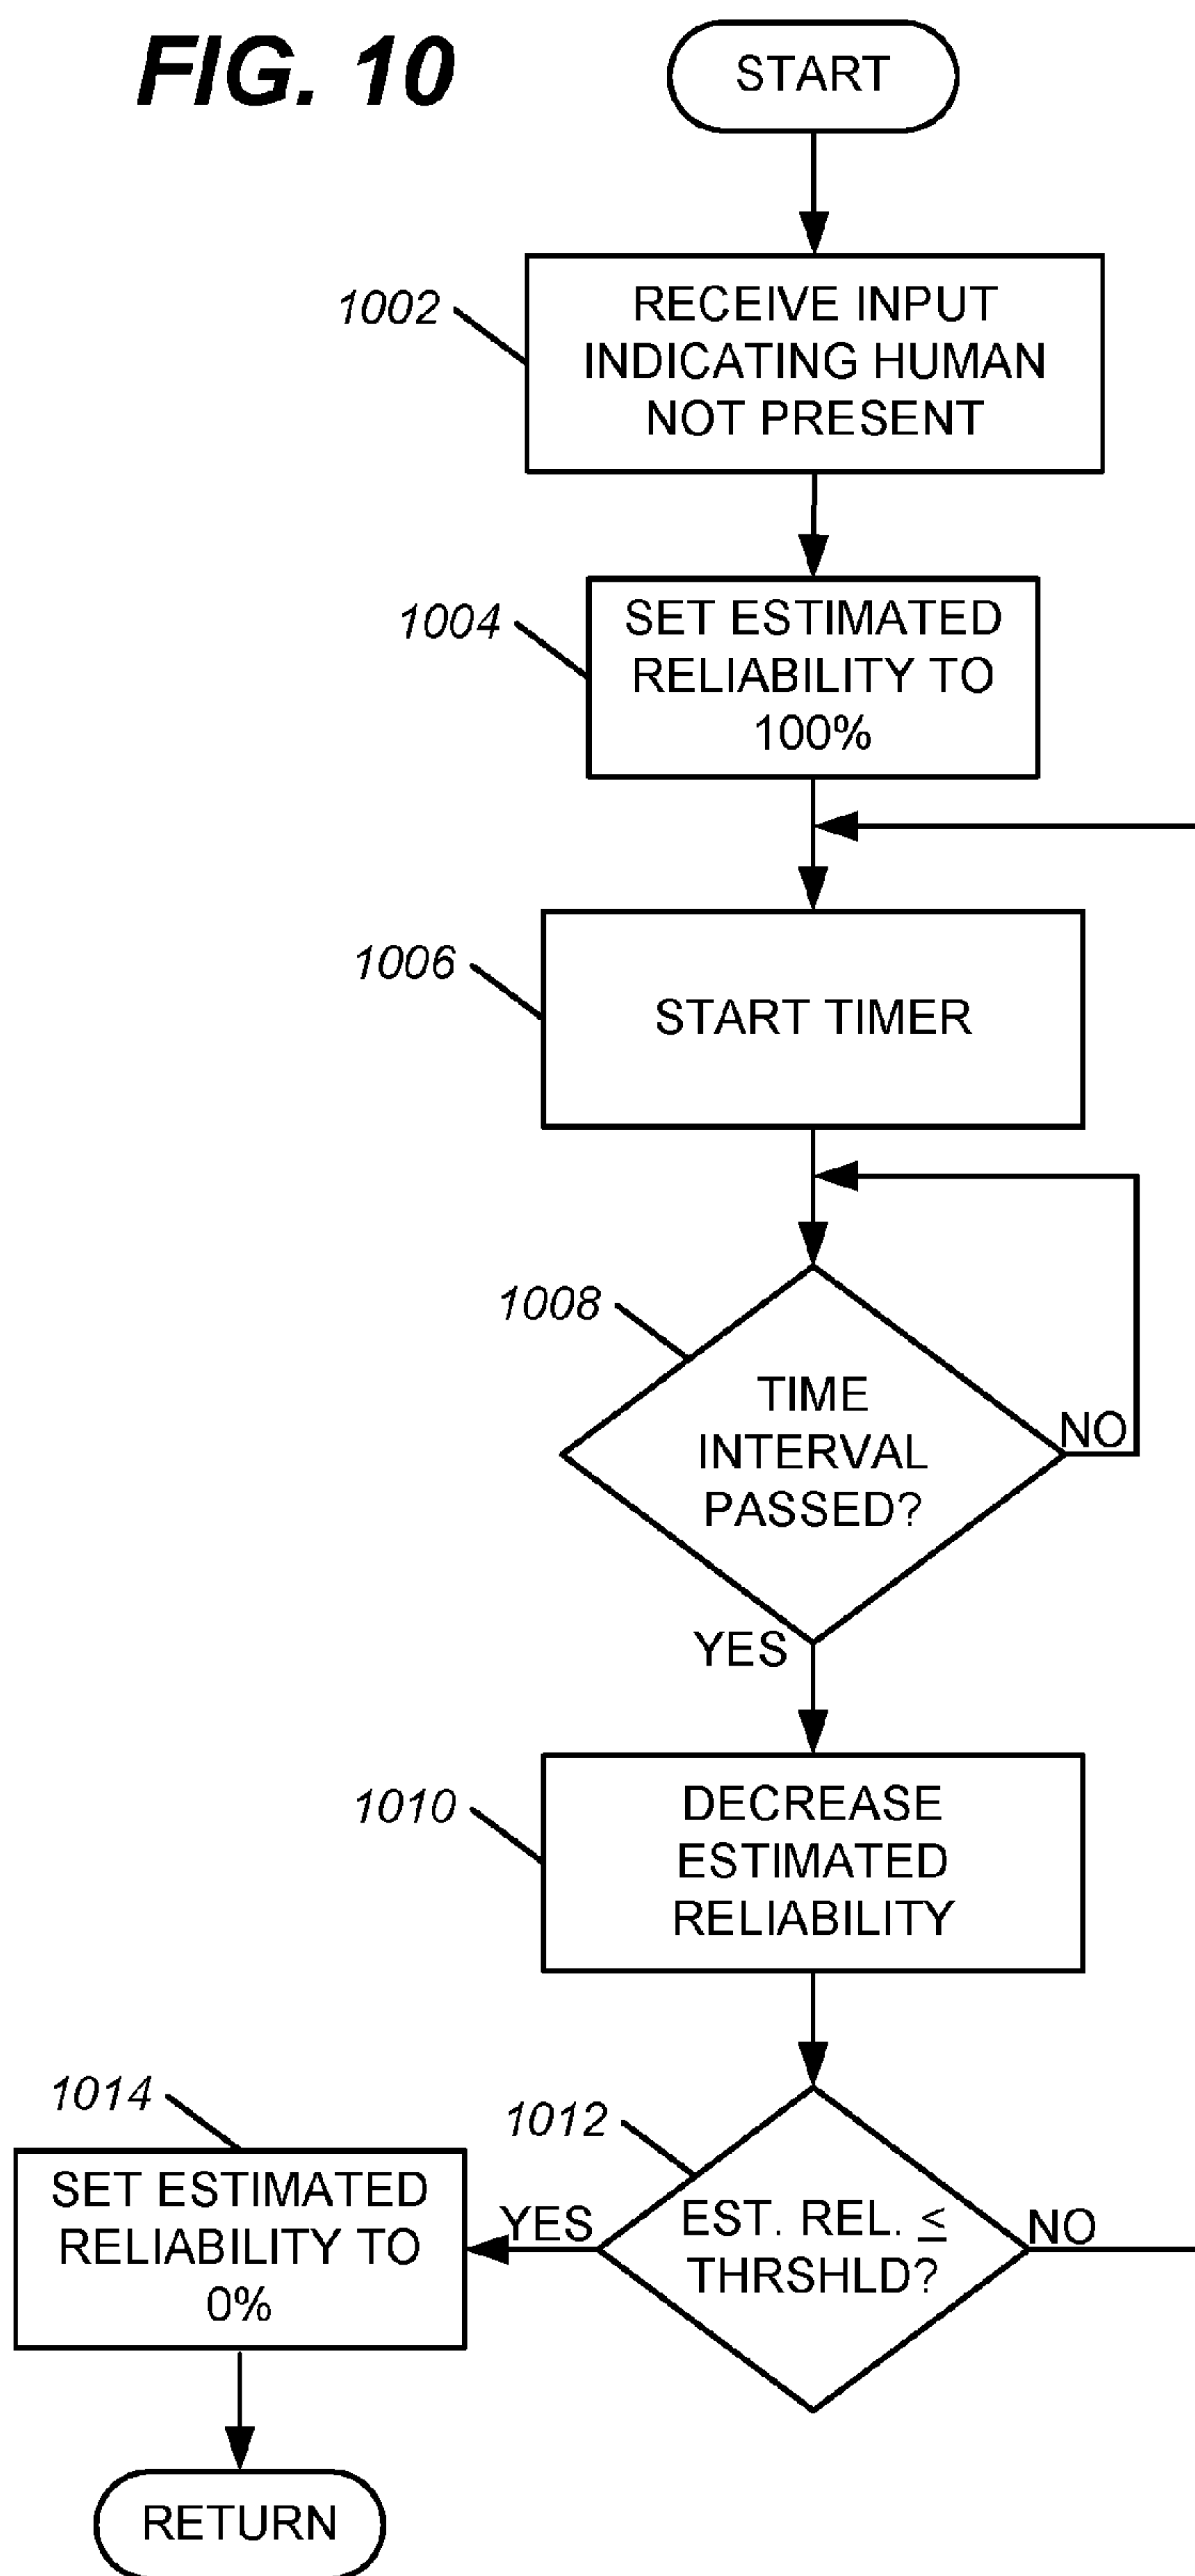 FIG. 10
START
1002
RECEIVE INPUT
INDICATING HUMAN
NOT PRESENT
1004
SET ESTIMATED
RELIABILITY TO
100%
1006
START TIMER
1008
TIME
INTERVAL
PASSED?
NO
YES
1010
DECREASE
ESTIMATED
RELIABILITY
1012
EST. REL. ≤
THRSHLD?
NO
YES
1014
SET ESTIMATED
RELIABILITY TO
0%
RETURN